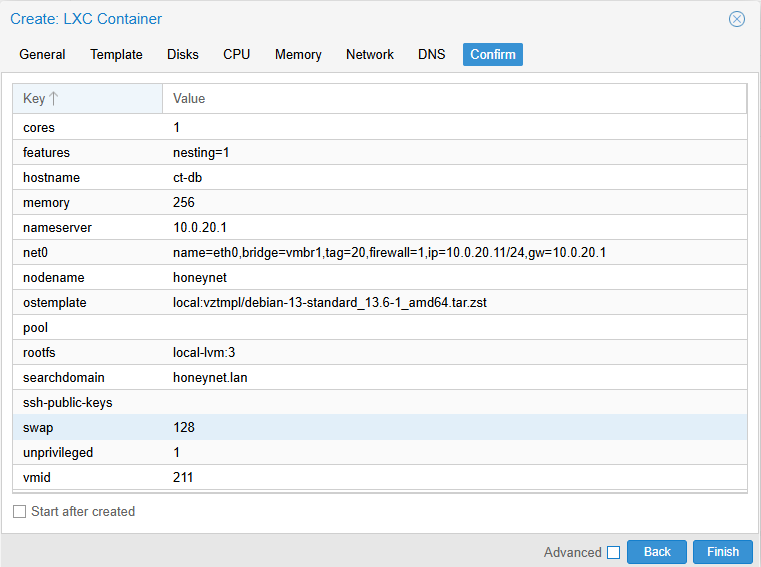 Create: LXC Container
General Template Disks CPU Memory Network DNS Confirm
Key Value
cores 1
features nesting=1
hostname ct-db
memory 256
nameserver 10.0.20.1
net0 name=eth0,bridge=vmbr1,tag=20,firewall=1,ip=10.0.20.11/24,gw=10.0.20.1
nodename honeynet
ostemplate local:vztmpl/debian-13-standard_13.6-1_amd64.tar.zst
pool
rootfs local-lvm:3
searchdomain honeynet.lan
ssh-public-keys
swap 128
unprivileged 1
vmid 211
Start after created
Advanced Back Finish